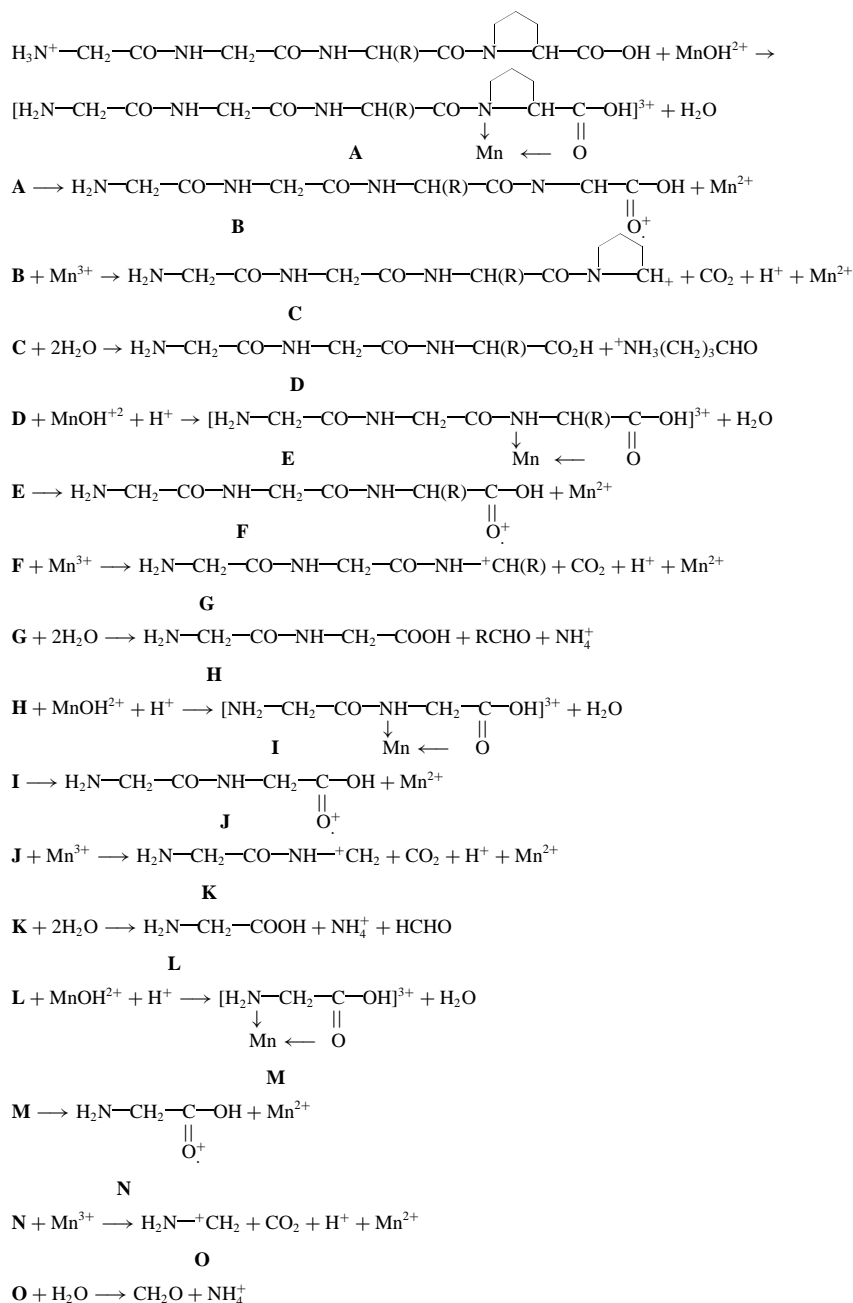 H₃N⁺—CH₂—CO—NH—CH₂—CO—NH—CH(R)—CO—N—CH—CO—OH + MnOH²⁺ →
[H₂N—CH₂—CO—NH—CH₂—CO—NH—CH(R)—CO—N—CH—C—OH]³⁺ + H₂O
↓ ||
A Mn ← O
A → H₂N—CH₂—CO—NH—CH₂—CO—NH—CH(R)—CO—N—CH—C—OH + Mn²⁺
||
B O⁺.
B + Mn³⁺ → H₂N—CH₂—CO—NH—CH₂—CO—NH—CH(R)—CO—N—CH₊ + CO₂ + H⁺ + Mn²⁺
C
C + 2H₂O → H₂N—CH₂—CO—NH—CH₂—CO—NH—CH(R)—CO₂H + ⁺NH₃(CH₂)₃CHO
D
D + MnOH⁺² + H⁺ → [H₂N—CH₂—CO—NH—CH₂—CO—NH—CH(R)—C—OH]³⁺ + H₂O
↓ ||
E Mn ← O
E → H₂N—CH₂—CO—NH—CH₂—CO—NH—CH(R)—C—OH + Mn²⁺
||
F O⁺.
F + Mn³⁺ → H₂N—CH₂—CO—NH—CH₂—CO—NH—⁺CH(R) + CO₂ + H⁺ + Mn²⁺
G
G + 2H₂O → H₂N—CH₂—CO—NH—CH₂—COOH + RCHO + NH₄⁺
H
H + MnOH²⁺ + H⁺ → [NH₂—CH₂—CO—NH—CH₂—C—OH]³⁺ + H₂O
↓ ||
I Mn ← O
I → H₂N—CH₂—CO—NH—CH₂—C—OH + Mn²⁺
||
J O⁺.
J + Mn³⁺ → H₂N—CH₂—CO—NH—⁺CH₂ + CO₂ + H⁺ + Mn²⁺
K
K + 2H₂O → H₂N—CH₂—COOH + NH₄⁺ + HCHO
L
L + MnOH²⁺ + H⁺ → [H₂N—CH₂—C—OH]³⁺ + H₂O
↓ ||
Mn ← O
M
M → H₂N—CH₂—C—OH + Mn²⁺
||
O⁺.
N
N + Mn³⁺ → H₂N—⁺CH₂ + CO₂ + H⁺ + Mn²⁺
O
O + H₂O → CH₂O + NH₄⁺